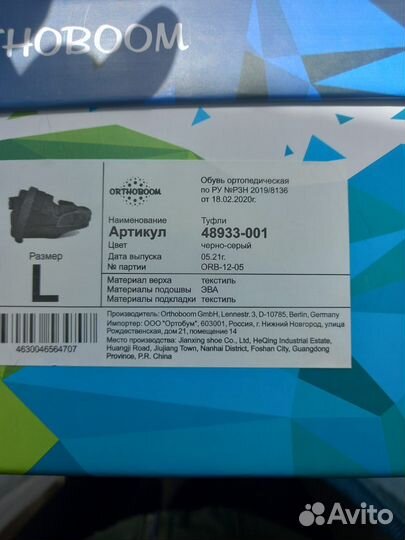 THOBOOM
ORTHOBOOM
Обувь ортопедическая
по РУ №РЗН 2019/8136
от 18.02.2020г.
Наименование Туфли
Артикул 48933-001
Цвет черно-серый
Дата выпуска 05.21г.
№ партии ORB-12-05
Размер
L
Материал верха текстиль
Материал подошвы ЭВА
Материал подкладки текстиль
4630046564707
Производитель: Orthoboom GmbH, Lennestr. 3, D-10785, Berlin, Germany
Импортер: ООО "Ортобум", 603001, Россия, г. Нижний Новгород, улица
Рождественская, дом 21, помещение 14
Место производства: Jianxing shoe Co., Ltd, HeQing Industrial Estate,
Huangji Road, Jiujiang Town, Nanhai District, Foshan City, Guangdong
Province, P.R. China
Avito